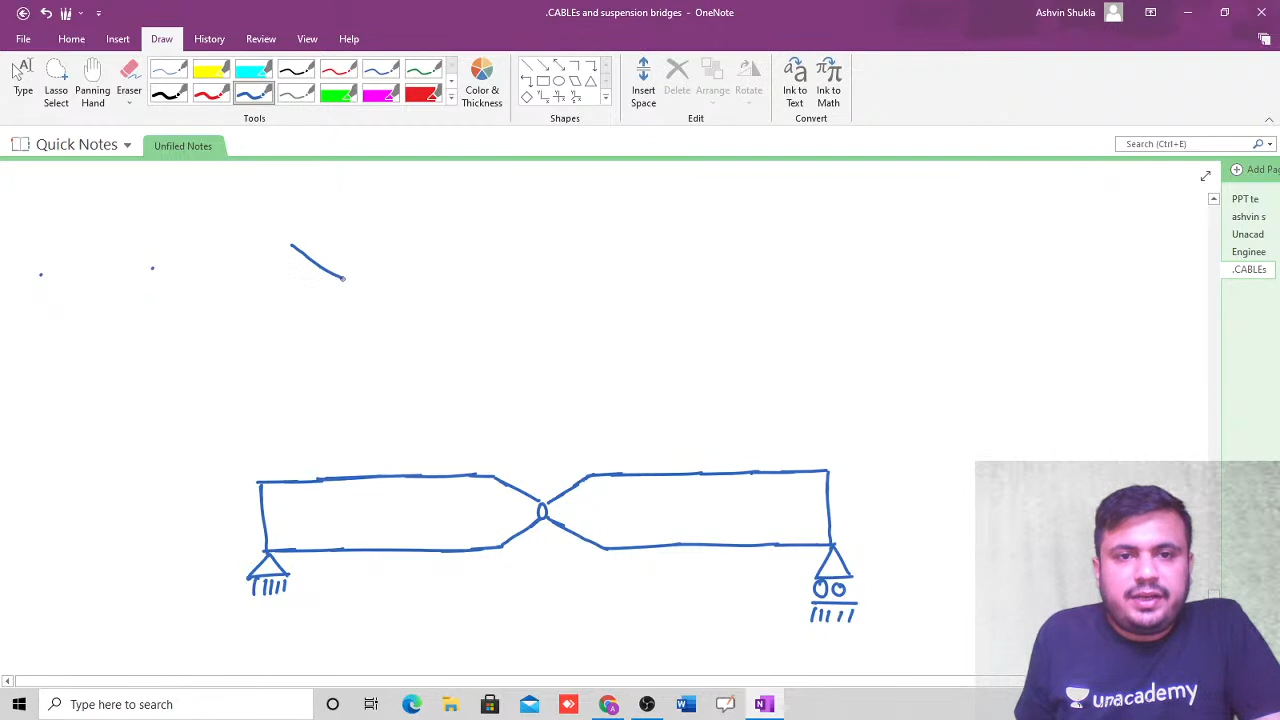 .CABLEs and suspension bridges - OneNote
Ashvin Shukla
File
Home
Insert
Draw
History
Review
View
Help
Type
Lasso Select
Panning Hand
Eraser
Color & Thickness
Insert Space
Delete
Arrange
Rotate
Ink to Text
Ink to Math
Tools
Shapes
Edit
Convert
Quick Notes
Unfiled Notes
Search (Ctrl+E)
Add Pag
PPT te
ashvin s
Unacad
Enginee
.CABLEs
unacademy
Type here to search